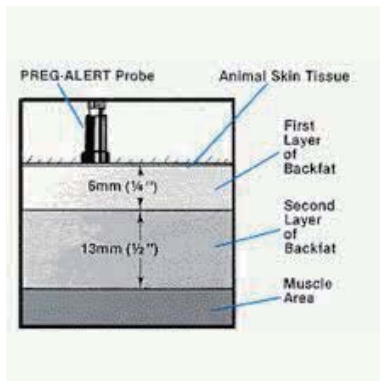 PREG-ALERT Probe
Animal Skin Tissue
First
Layer
of
Backfat
6mm (¼")
Second
Layer
of
Backfat
13mm (½")
Muscle
Area